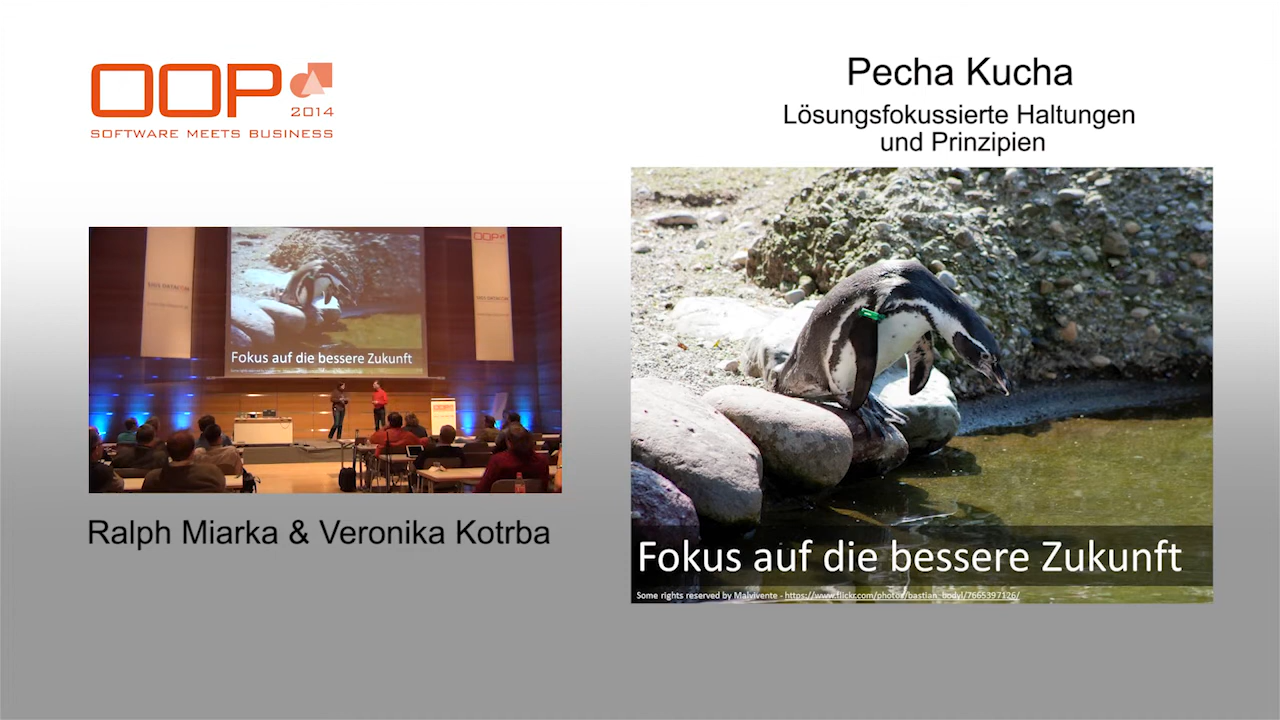 OOP
2014
SOFTWARE MEETS BUSINESS
Pecha Kucha
Lösungsfokussierte Haltungen
und Prinzipien
OOP
Fokus auf die bessere Zukunft
Ralph Miarka & Veronika Kotrba
Fokus auf die bessere Zukunft
Some rights reserved by Malvivente - https://www.flickr.com/photos/bastian_bodyl/7665397126/